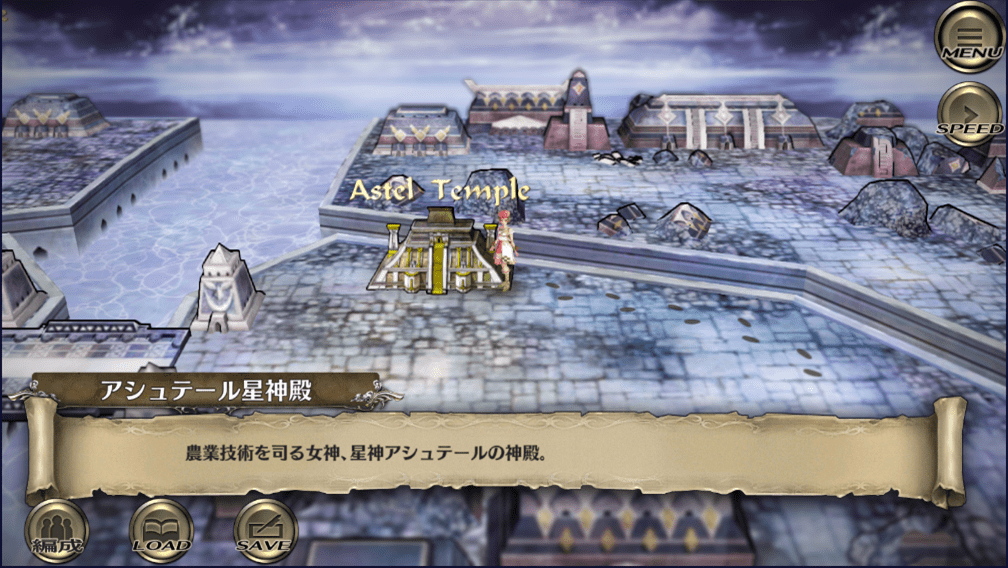 MENU
SPEED
Astel Temple
アシュテール星神殿
農業技術を司る女神、星神アシュテールの神殿。
編成
LOAD
SAVE